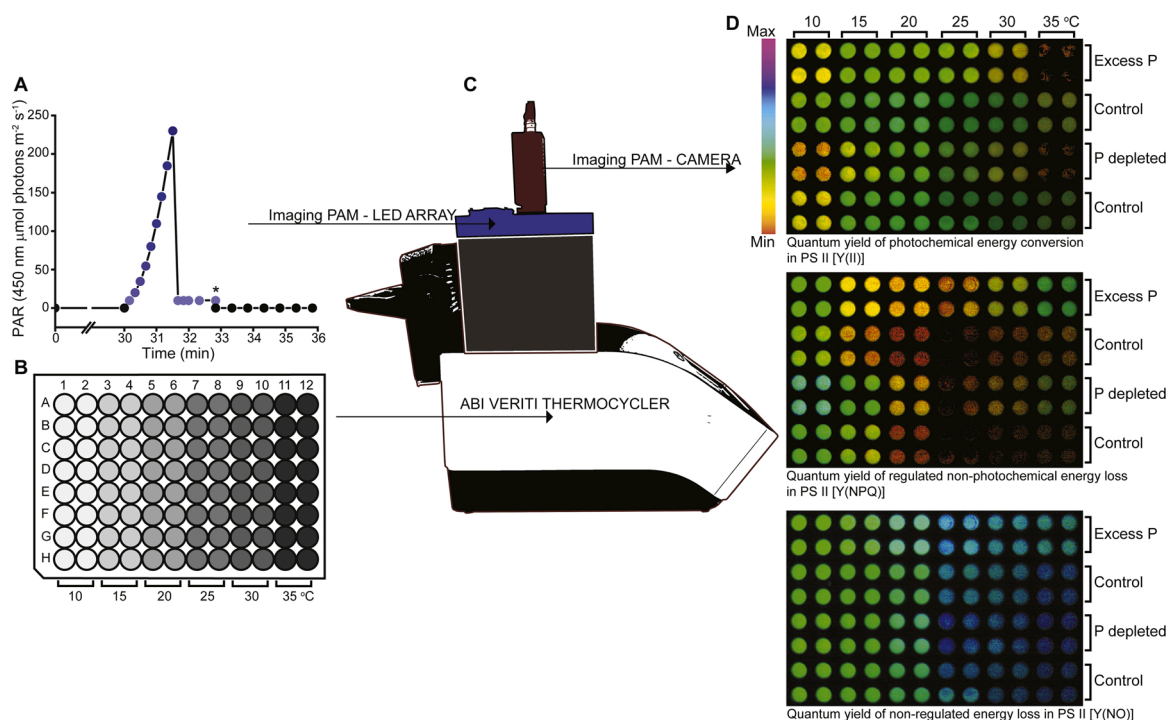 A
PAR (450 nm µmol photons m⁻² s⁻¹)
250
200
150
100
50
0
*
0 30 31 32 33 34 35 36
Time (min)
B
1 2 3 4 5 6 7 8 9 10 11 12
A
B
C
D
E
F
G
H
10 15 20 25 30 35 ºC
C
Imaging PAM - CAMERA
Imaging PAM - LED ARRAY
ABI VERITI THERMOCYCLER
D
Max
Min
10 15 20 25 30 35 ºC
Excess P
Control
P depleted
Control
Quantum yield of photochemical energy conversion
in PS II [Y(II)]
Excess P
Control
P depleted
Control
Quantum yield of regulated non-photochemical energy loss
in PS II [Y(NPQ)]
Excess P
Control
P depleted
Control
Quantum yield of non-regulated energy loss in PS II [Y(NO)]